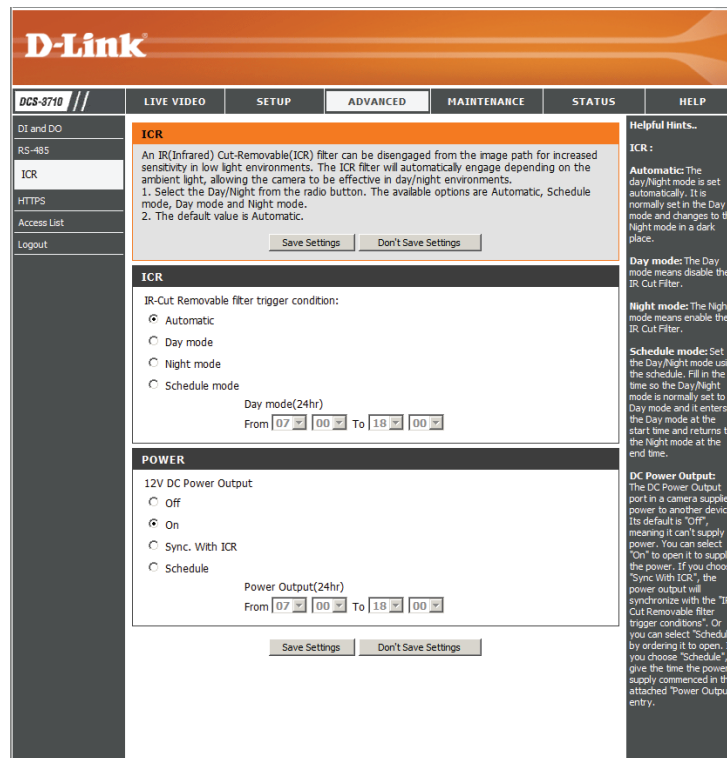 D-Link
DCS-3710 //
LIVE VIDEO
SETUP
ADVANCED
MAINTENANCE
STATUS
HELP
DI and DO
RS-485
ICR
HTTPS
Access List
Logout
ICR
An IR(Infrared) Cut-Removable(ICR) filter can be disengaged from the image path for increased
sensitivity in low light environments. The ICR filter will automatically engage depending on the
ambient light, allowing the camera to be effective in day/night environments.
1. Select the Day/Night from the radio button. The available options are Automatic, Schedule
mode, Day mode and Night mode.
2. The default value is Automatic.
Save Settings
Don't Save Settings
ICR
IR-Cut Removable filter trigger condition:
Automatic
Day mode
Night mode
Schedule mode
Day mode(24hr)
From 07 00 To 18 00
POWER
12V DC Power Output
Off
On
Sync. With ICR
Schedule
Power Output(24hr)
From 07 00 To 18 00
Save Settings
Don't Save Settings
Helpful Hints..
ICR :
Automatic: The
day/Night mode is set
automatically. It is
normally set in the Day
mode and changes to
Night mode in a dark
place.
Day mode: The Day
mode means disable the
IR Cut Filter.
Night mode: The
mode means enable the
IR Cut Filter.
Schedule mode: Set
the Day/Night mode
the schedule. Fill in the
time so the Day/Night
mode is normally set to
Day mode and it enters
the Day mode at the
start time and returns
the Night mode at the
end time.
DC Power Output:
The DC Power Output
port in a camera
power to another
Its default is "Off",
meaning it can't supply
power. You can select
"On" to open it to
the power. If you
"Sync With ICR", the
power output will
synchronize with the
Cut Removable filter
trigger conditions". Or
you can select
by ordering it to open.
you choose "Schedule",
give the time the power
supply commenced in
attached "Power
entry.